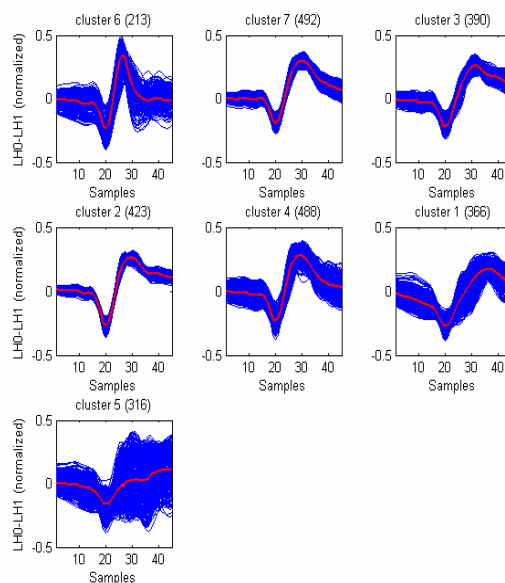 cluster 6 (213)
cluster 7 (492)
cluster 3 (390)
LH0-LH1 (normalized)
0.5
0
-0.5
10 20 30 40
Samples
0.5
0
-0.5
10 20 30 40
Samples
0.5
0
-0.5
10 20 30 40
Samples
cluster 2 (423)
cluster 4 (488)
cluster 1 (366)
LH0-LH1 (normalized)
0.5
0
-0.5
10 20 30 40
Samples
0.5
0
-0.5
10 20 30 40
Samples
0.5
0
-0.5
10 20 30 40
Samples
cluster 5 (316)
LH0-LH1 (normalized)
0.5
0
-0.5
10 20 30 40
Samples